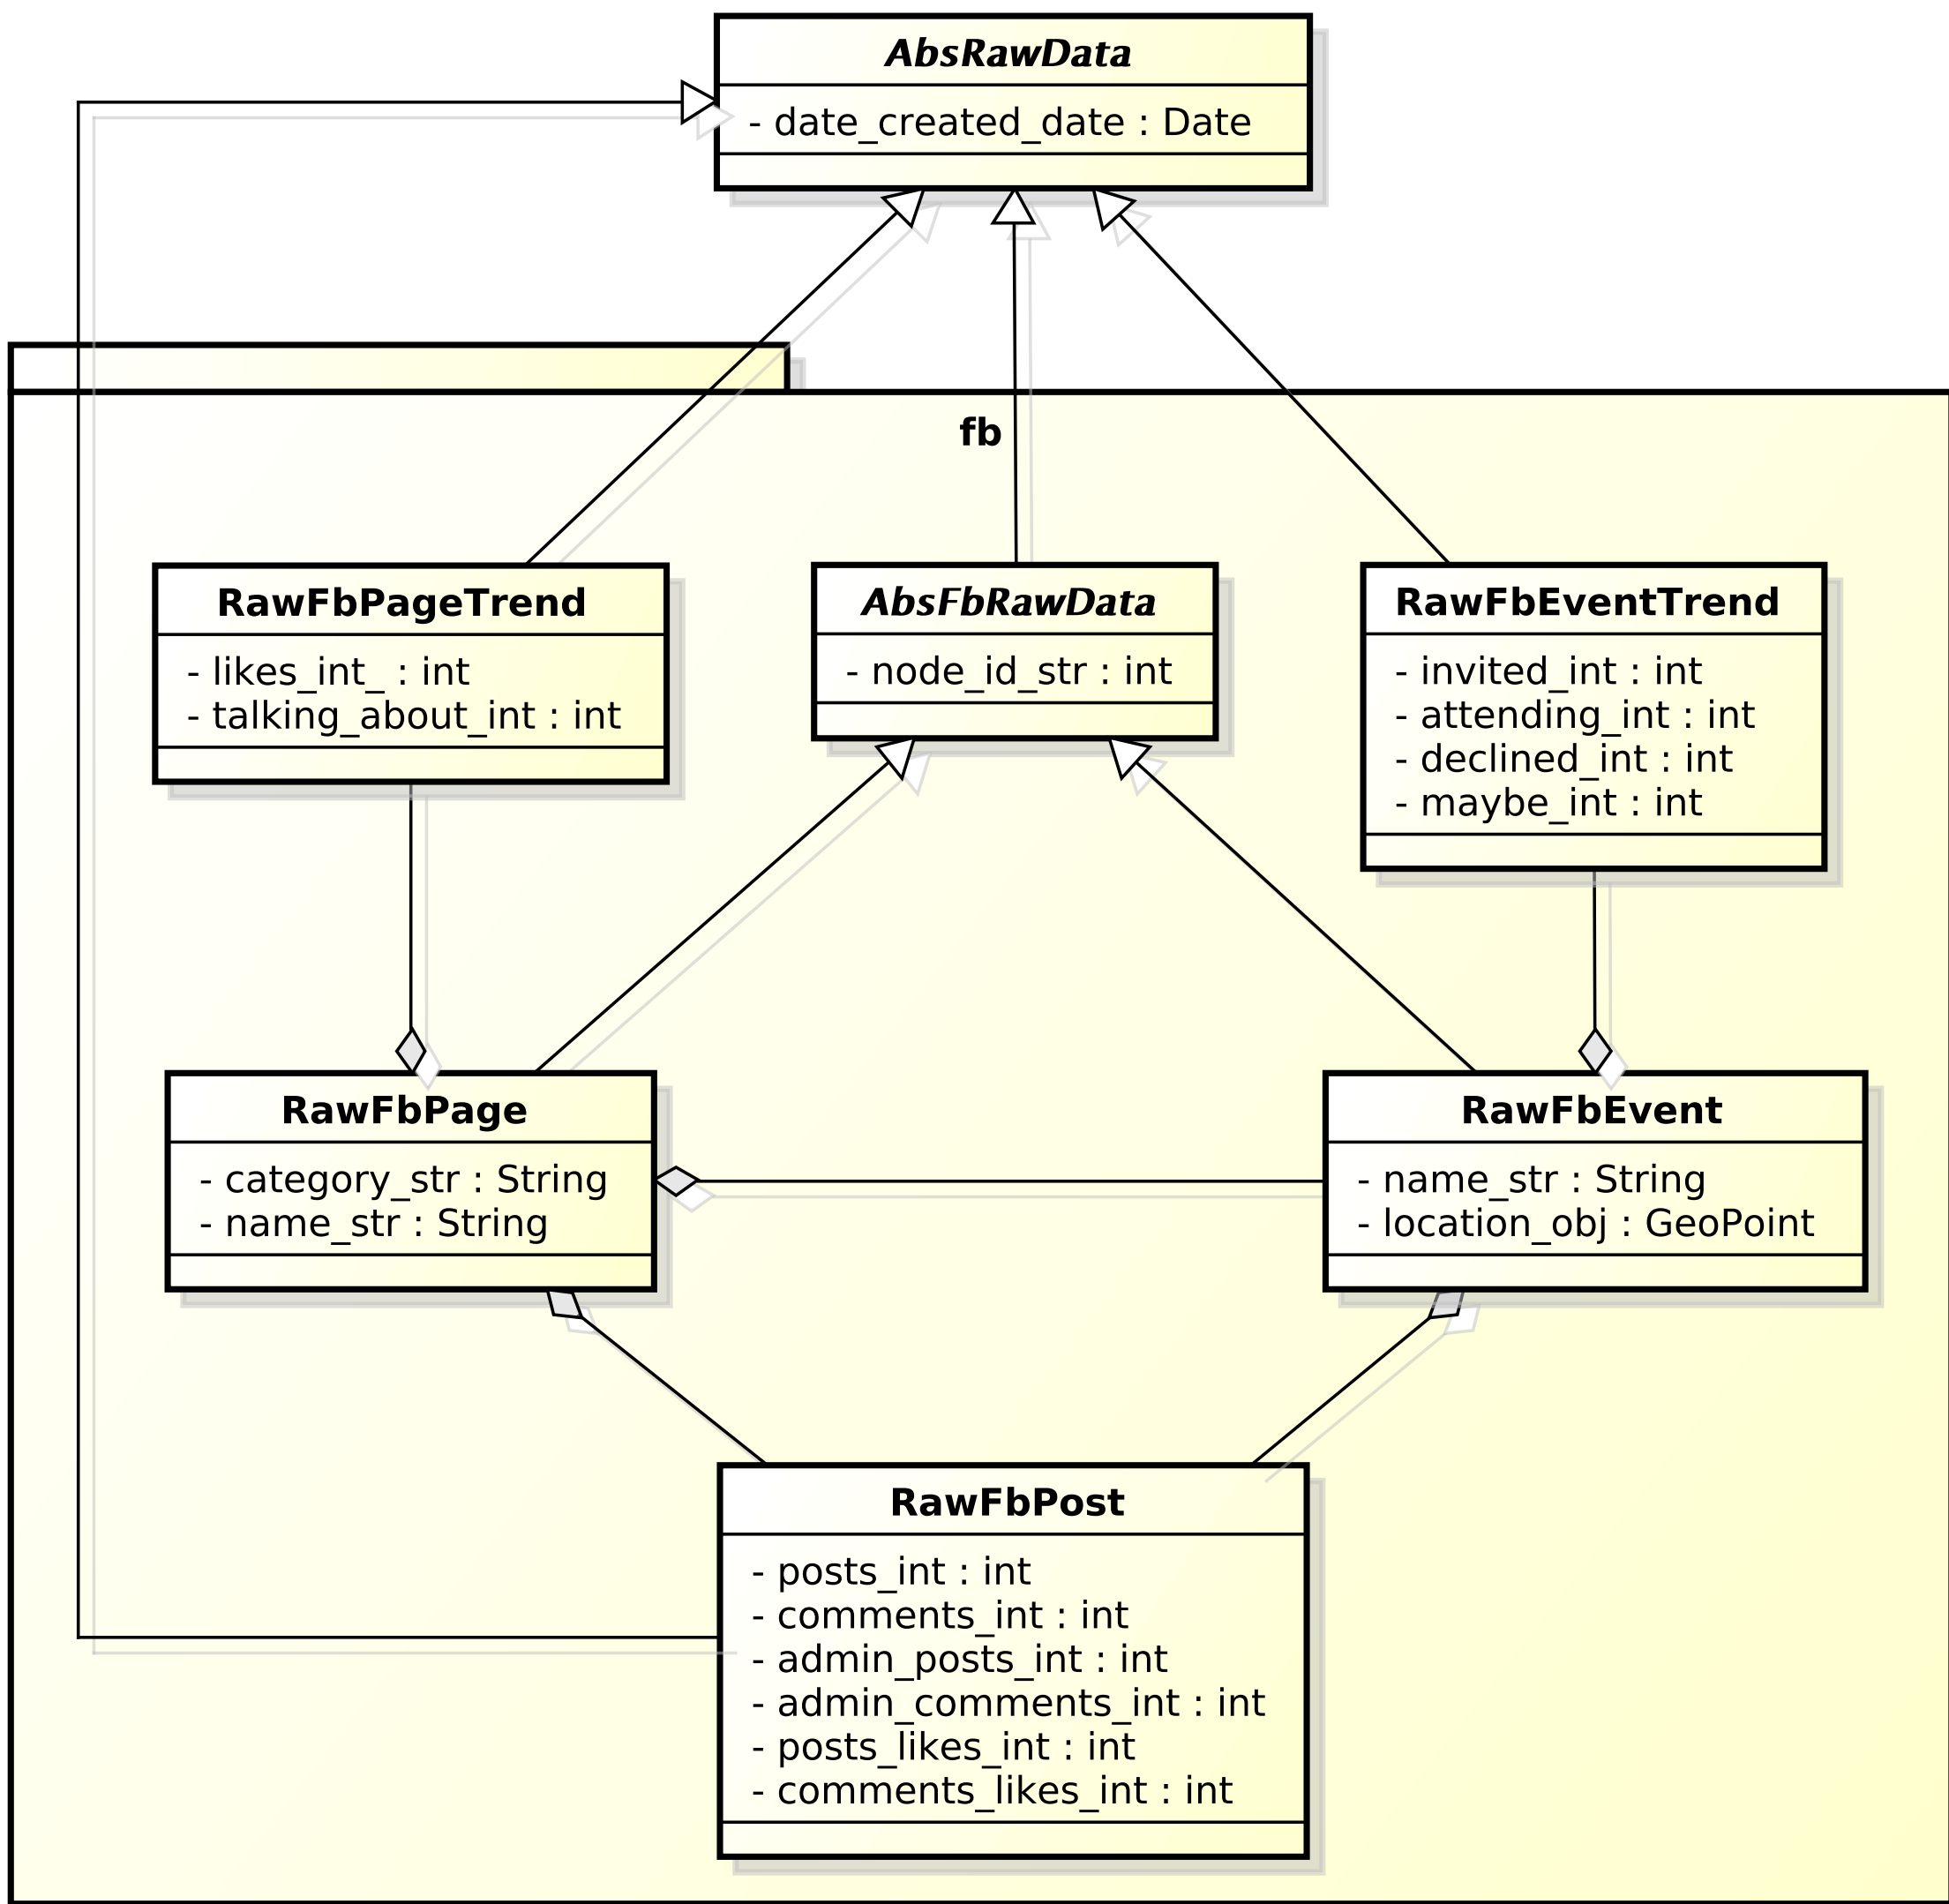 AbsRawData
- date_created_date : Date
fb
RawFbPageTrend
- likes_int_ : int
- talking_about_int : int
AbsFbRawData
- node_id_str : int
RawFbEventTrend
- invited_int : int
- attending_int : int
- declined_int : int
- maybe_int : int
RawFbPage
- category_str : String
- name_str : String
RawFbEvent
- name_str : String
- location_obj : GeoPoint
RawFbPost
- posts_int : int
- comments_int : int
- admin_posts_int : int
- admin_comments_int : int
- posts_likes_int : int
- comments_likes_int : int